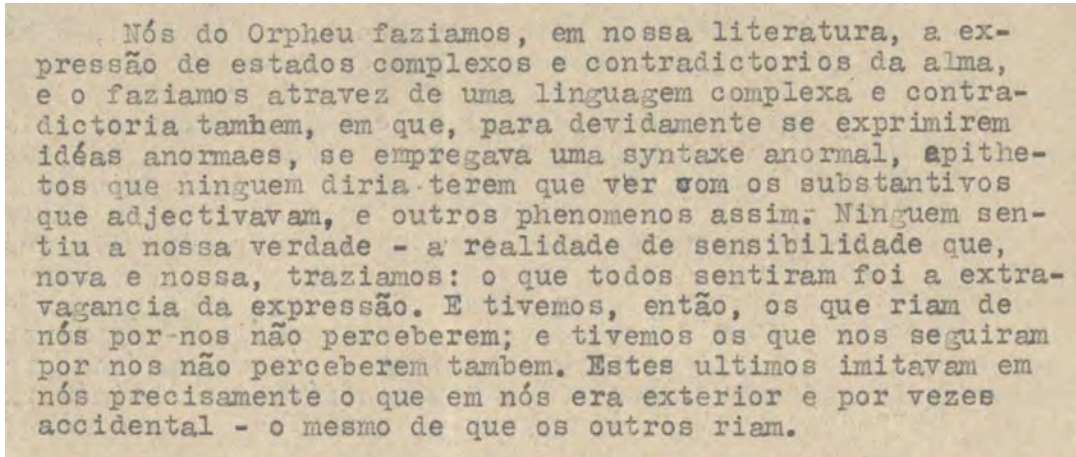 Nós do Orpheu faziamos, em nossa literatura, a ex-
pressão de estados complexos e contradictorios da alma,
e o faziamos atravez de uma linguagem complexa e contra-
dictoria tambem, em que, para devidamente se exprimirem
idéas anormaes, se empregava uma syntaxe anormal, epithe-
tos que ninguem diria terem que ver com os substantivos
que adjectivavam, e outros phenomenos assim. Ninguem sen-
tiu a nossa verdade - a realidade de sensibilidade que,
nova e nossa, traziamos: o que todos sentiram foi a extra-
vagancia da expressão. E tivemos, então, os que riam de
nós por nos não perceberem; e tivemos os que nos seguiram
por nos não perceberem tambem. Estes ultimos imitavam em
nós precisamente o que em nós era exterior e por vezes
accidental - o mesmo de que os outros riam.